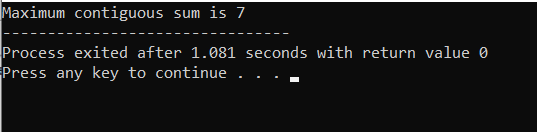 Maximum contiguous sum is 7
--------------------------------
Process exited after 1.081 seconds with return value 0
Press any key to continue . . .